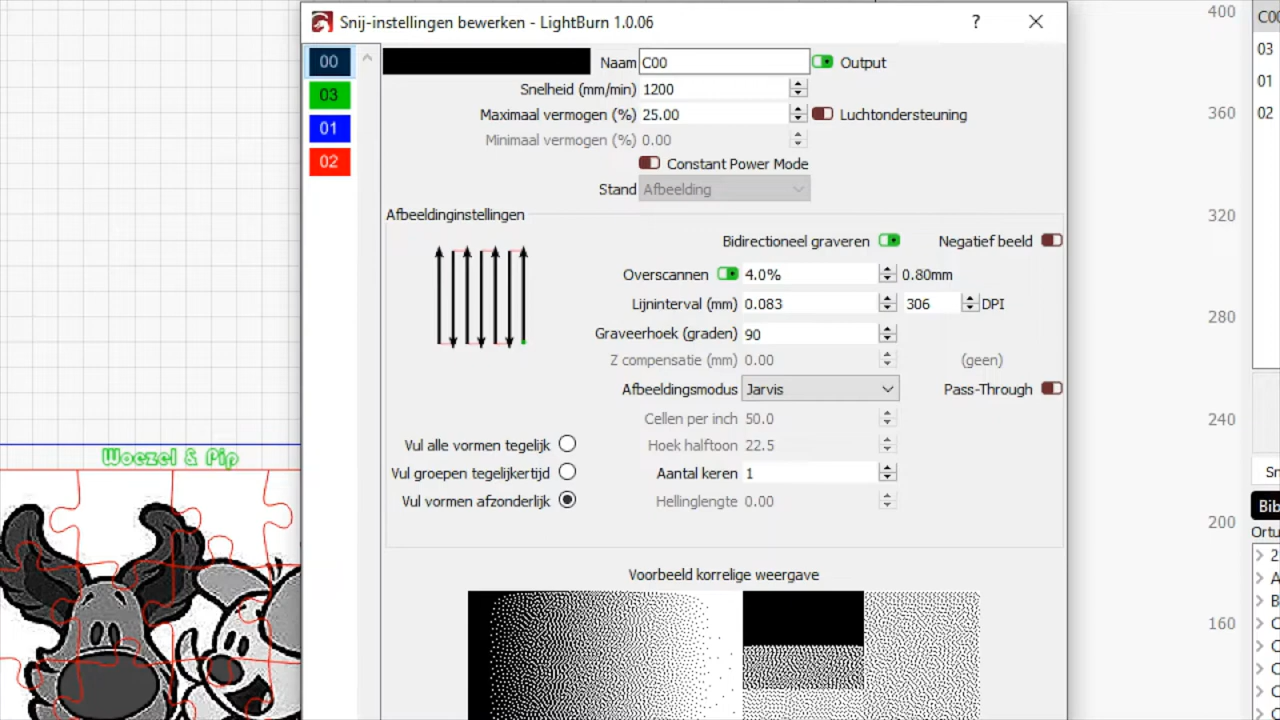 Snij-instellingen bewerken - LightBurn 1.0.06
?
00
03
01
02
Naam C00 Output
Snelheid (mm/min) 1200
Maximaal vermogen (%) 25.00 Luchtondersteuning
Minimaal vermogen (%) 0.00
Constant Power Mode
Stand Afbeelding
Afbeeldinginstellingen
Bidirectioneel graveren Negatief beeld
Overscannen 4.0% 0.80mm
Lijninterval (mm) 0.083 306 DPI
Graveerhoek (graden) 90
Z compensatie (mm) 0.00 (geen)
Afbeeldingsmodus Jarvis Pass-Through
Cellen per inch 50.0
Vul alle vormen tegelijk Hoek halftoon 22.5
Vul groepen tegelijkertijd Aantal keren 1
Vul vormen afzonderlijk Hellinglengte 0.00
Voorbeeld korrelige weergave
Woezel & Pip
400
360
320
280
240
200
160
C00
03
01
02
Sn
Bib
Ortu
2
A
B